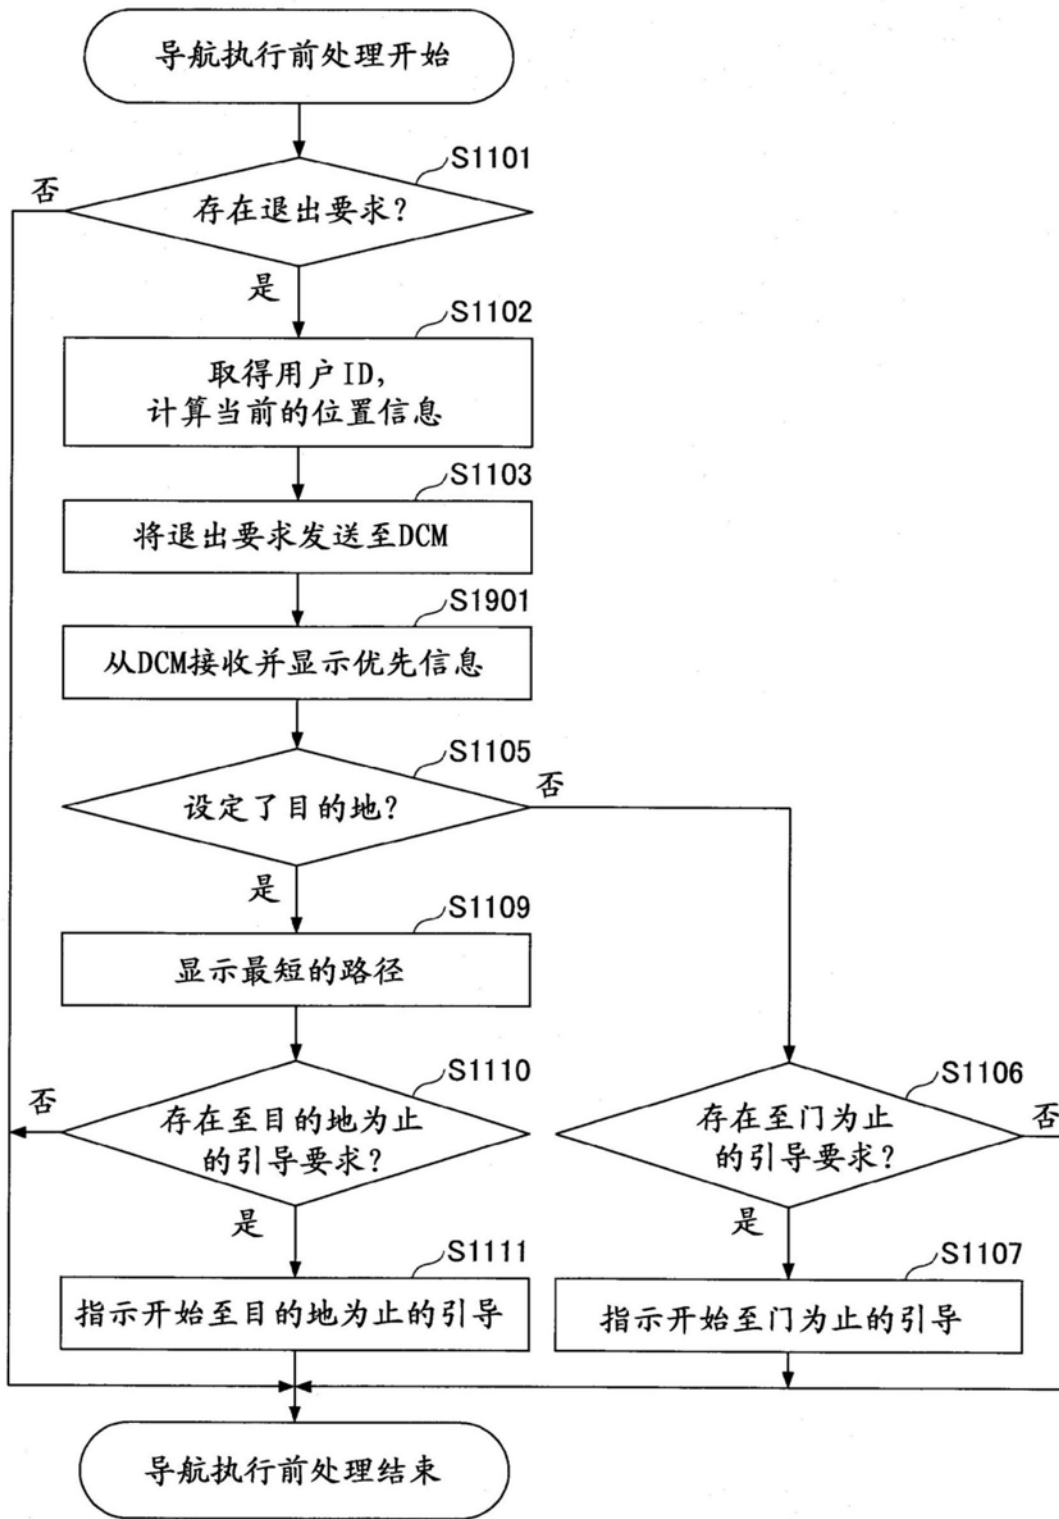 导航执行前处理开始
S1101
否
存在退出要求?
是
S1102
取得用户ID,
计算当前的位置信息
S1103
将退出要求发送至DCM
S1901
从DCM接收并显示优先信息
S1105
否
设定了目的地?
是
S1109
显示最短的路径
S1110
否
存在至目的地为止
的引导要求?
是
S1111
指示开始至目的地为止的引导
S1106
否
存在至门为止
的引导要求?
是
S1107
指示开始至门为止的引导
导航执行前处理结束